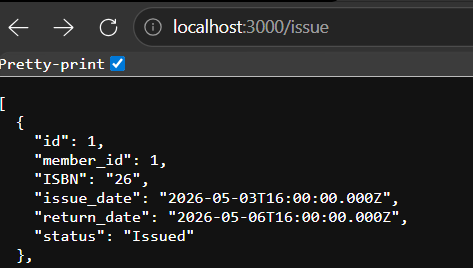 localhost:3000/issue
Pretty-print
[
  {
    "id": 1,
    "member_id": 1,
    "ISBN": "26",
    "issue_date": "2026-05-03T16:00:00.000Z",
    "return_date": "2026-05-06T16:00:00.000Z",
    "status": "Issued"
  },